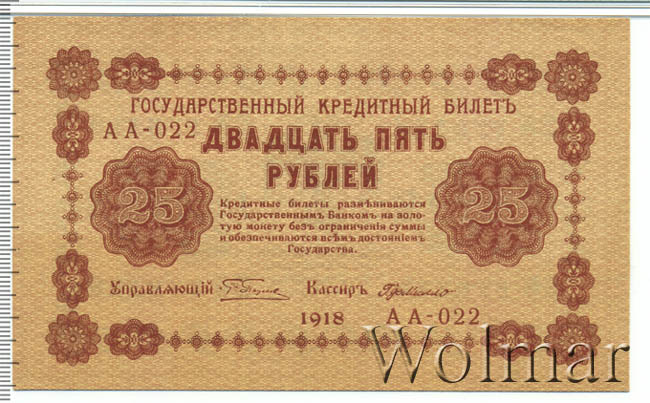 ГОСУДАРСТВЕННЫЙ КРЕДИТНЫЙ БИЛЕТЪ
АА-022
ДВАДЦАТЬ ПЯТЬ
РУБЛЕЙ
25
25
Кредитные билеты размѣниваются
Государственнымъ Банкомъ на золо-
тую монету безъ ограниченія суммы
и обезпечиваются всѣмъ достояніемъ
Государства.
Управляющій
Кассиръ
1918 АА-022
Wolmar